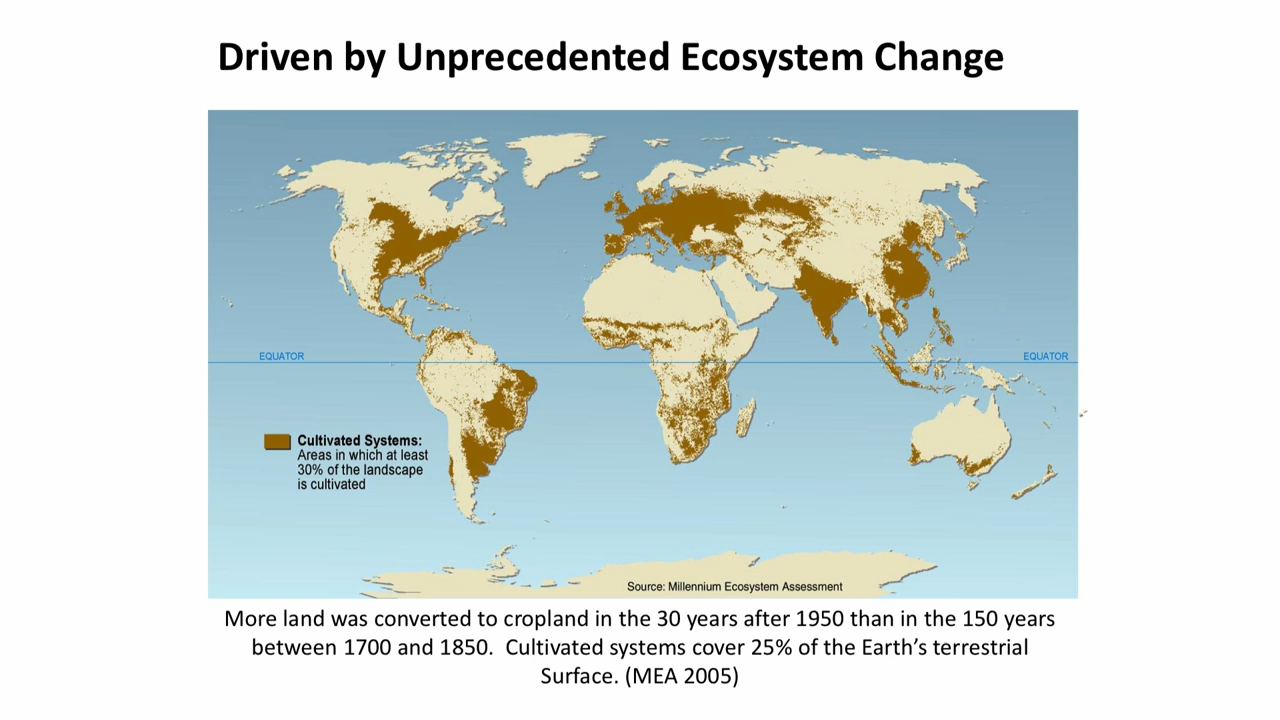 Driven by Unprecedented Ecosystem Change
EQUATOR
EQUATOR
Cultivated Systems:
Areas in which at least
30% of the landscape
is cultivated
Source: Millennium Ecosystem Assessment
More land was converted to cropland in the 30 years after 1950 than in the 150 years
between 1700 and 1850.  Cultivated systems cover 25% of the Earth’s terrestrial
Surface. (MEA 2005)